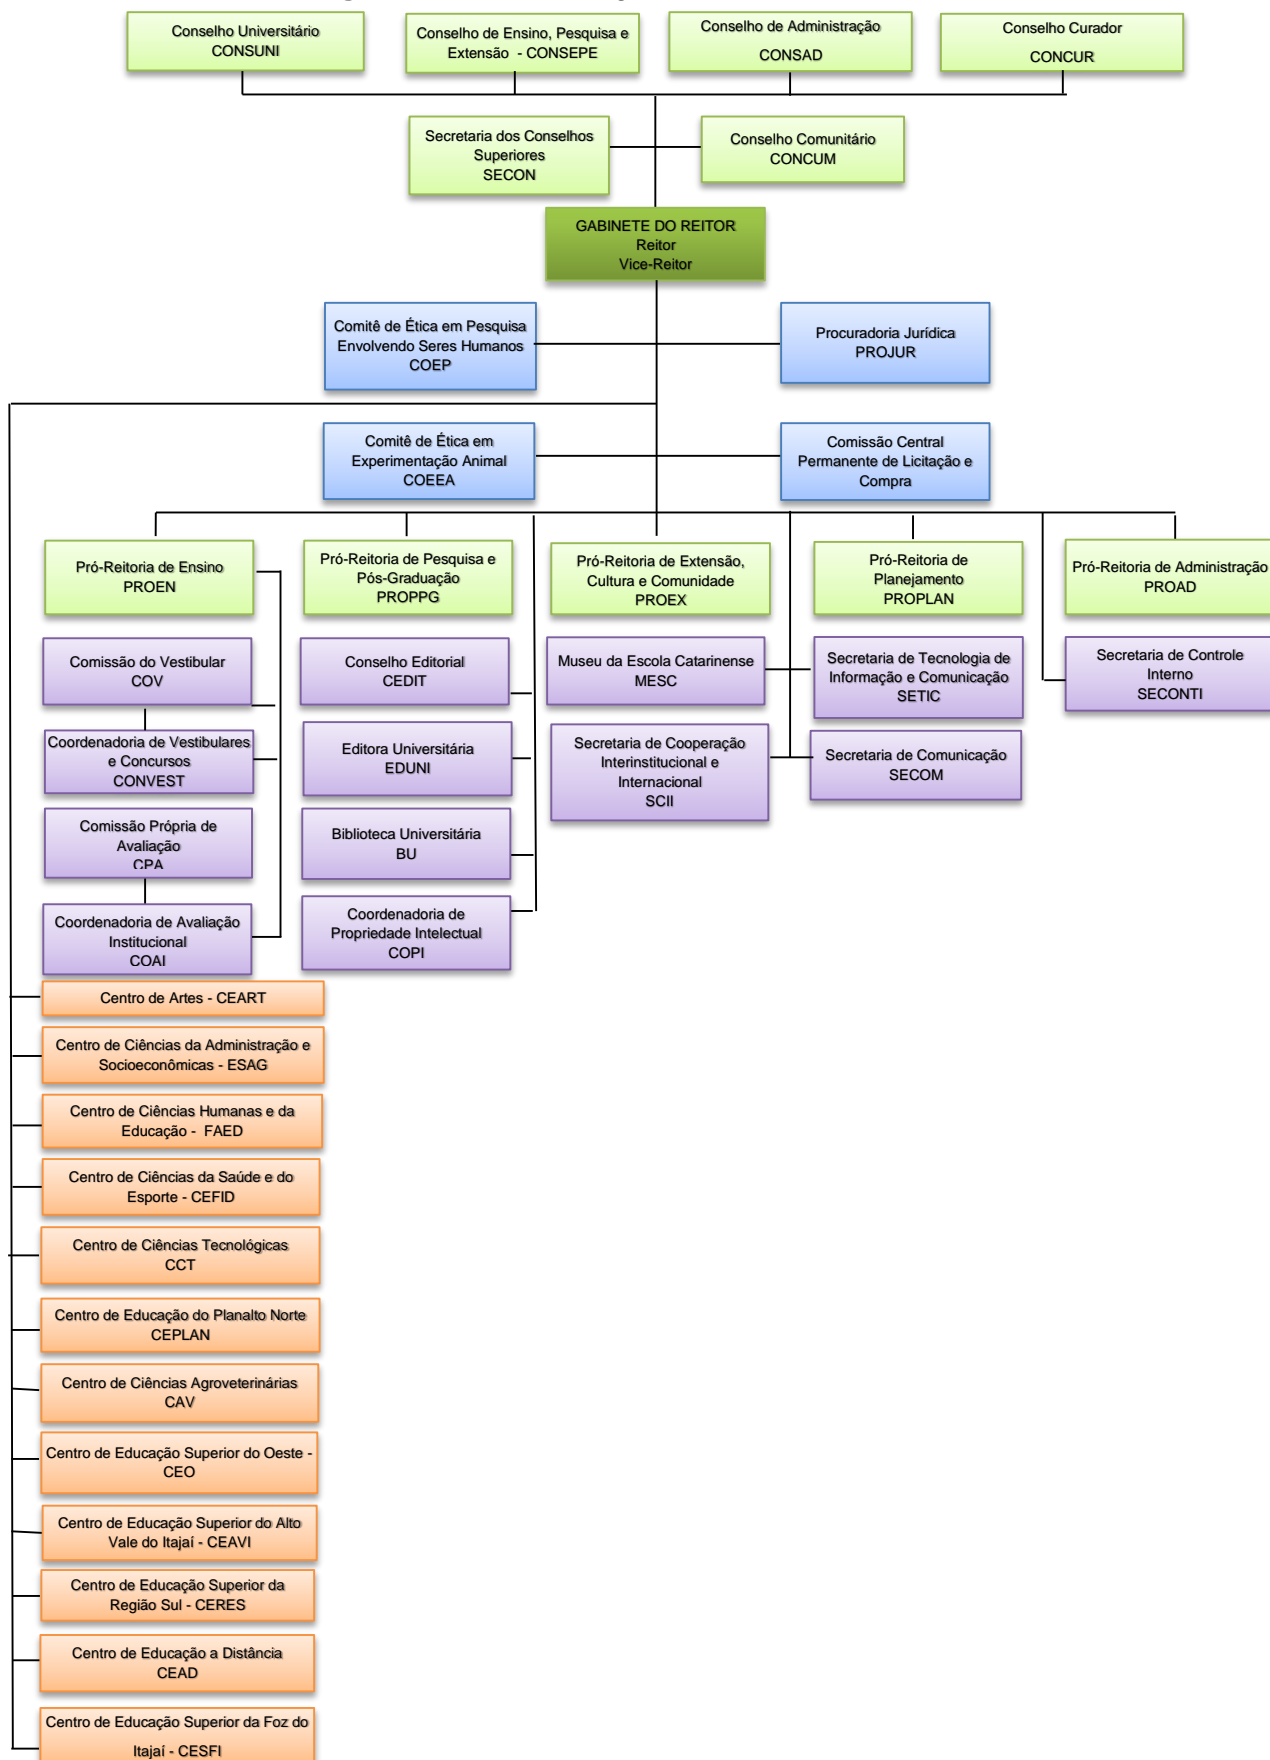 Conselho Universitário
CONSUNI
Conselho de Ensino, Pesquisa e
Extensão - CONSEPE
Conselho de Administração
CONSAD
Conselho Curador
CONCUR
Secretaria dos Conselhos
Superiores
SECON
Conselho Comunitário
CONCUM
GABINETE DO REITOR
Reitor
Vice-Reitor
Comitê de Ética em Pesquisa
Envolvendo Seres Humanos
COEP
Procuradoria Jurídica
PROJUR
Comitê de Ética em
Experimentação Animal
COEEA
Comissão Central
Permanente de Licitação e
Compra
Pró-Reitoria de Ensino
PROEN
Pró-Reitoria de Pesquisa e
Pós-Graduação
PROPPG
Pró-Reitoria de Extensão,
Cultura e Comunidade
PROEX
Pró-Reitoria de
Planejamento
PROPLAN
Pró-Reitoria de Administração
PROAD
Comissão do Vestibular
COV
Conselho Editorial
CEDIT
Museu da Escola Catarinense
MESC
Secretaria de Tecnologia de
Informação e Comunicação
SETIC
Secretaria de Controle
Interno
SECONTI
Coordenadoria de Vestibulares
e Concursos
CONVEST
Editora Universitária
EDUNI
Secretaria de Cooperação
Interinstitucional e
Internacional
SCII
Secretaria de Comunicação
SECOM
Comissão Própria de
Avaliação
CPA
Biblioteca Universitária
BU
Coordenadoria de Avaliação
Institucional
COAI
Coordenadoria de
Propriedade Intelectual
COPI
Centro de Artes - CEART
Centro de Ciências da Administração e
Socioeconômicas - ESAG
Centro de Ciências Humanas e da
Educação - FAED
Centro de Ciências da Saúde e do
Esporte - CEFID
Centro de Ciências Tecnológicas
CCT
Centro de Educação do Planalto Norte
CEPLAN
Centro de Ciências Agroveterinárias
CAV
Centro de Educação Superior do Oeste -
CEO
Centro de Educação Superior do Alto
Vale do Itajaí - CEAVI
Centro de Educação Superior da
Região Sul - CERES
Centro de Educação a Distância
CEAD
Centro de Educação Superior da Foz do
Itajaí - CESFI